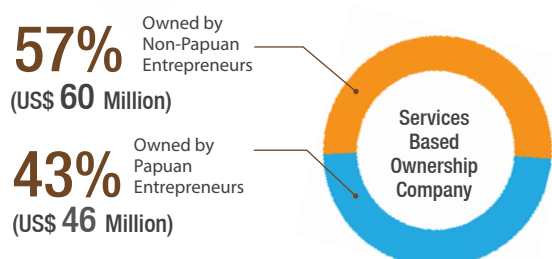 57%
Owned by
Non-Papuan
Entrepreneurs
(US$ 60 Million)
43%
Owned by
Papuan
Entrepreneurs
(US$ 46 Million)
Services
Based
Ownership
Company